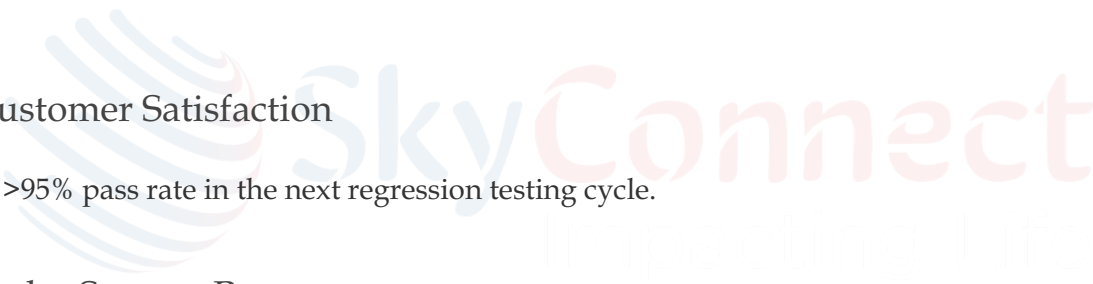 ustomer Satisfaction
SkyConnect
>95% pass rate in the next regression testing cycle.